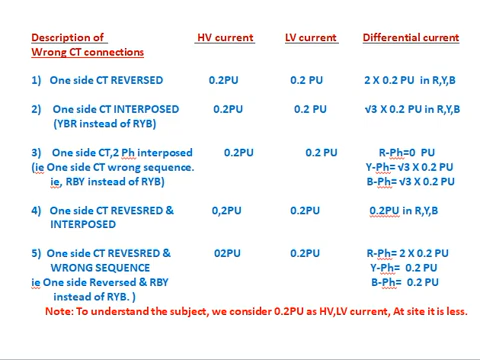 Description of HV current LV current Differential current
Wrong CT connections
1) One side CT REVERSED 0.2PU 0.2 PU 2 X 0.2 PU in R,Y,B
2) One side CT INTERPOSED 0.2PU 0.2 PU √3 X 0.2 PU in R,Y,B
(YBR instead of RYB)
3) One side CT,2 Ph interposed 0.2PU 0.2 PU R-Ph=0 PU
(ie One side CT wrong sequence. Y-Ph= √3 X 0.2 PU
ie, RBY instead of RYB) B-Ph= √3 X 0.2 PU
4) One side CT REVESRED & 0,2PU 0.2PU 0.2PU in R,Y,B
INTERPOSED
5) One side CT REVESRED & 02PU 0.2PU R-Ph= 2 X 0.2 PU
WRONG SEQUENCE Y-Ph= 0.2 PU
ie One side Reversed & RBY B-Ph= 0.2 PU
instead of RYB. )
Note: To understand the subject, we consider 0.2PU as HV,LV current, At site it is less.